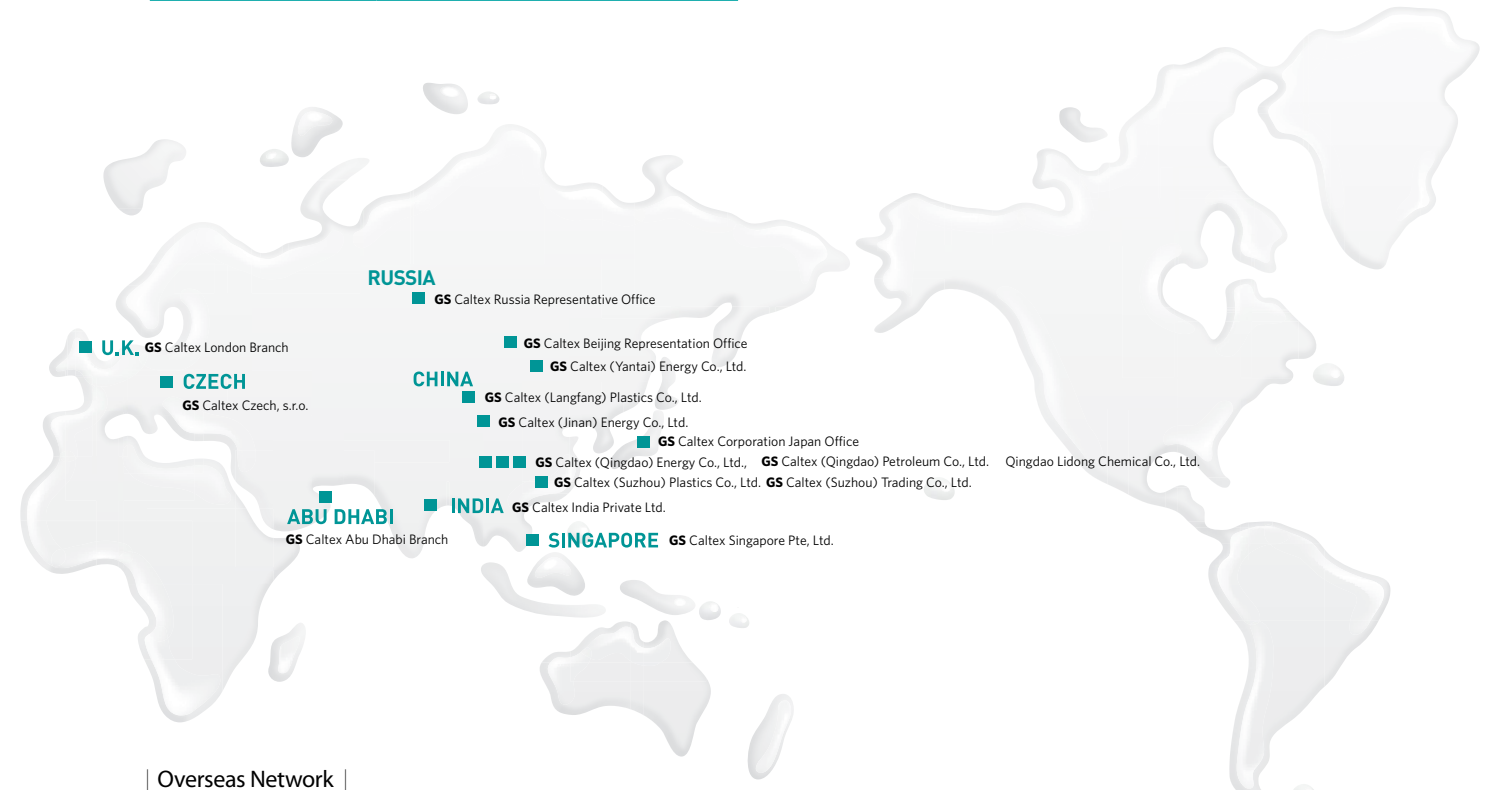 RUSSIA
GS Caltex Russia Representative Office
GS Caltex Beijing Representation Office
U.K. GS Caltex London Branch
GS Caltex (Yantai) Energy Co., Ltd.
CZECH
GS Caltex Czech, s.r.o.
CHINA
GS Caltex (Langfang) Plastics Co., Ltd.
GS Caltex (Jinan) Energy Co., Ltd.
GS Caltex Corporation Japan Office
GS Caltex (Qingdao) Energy Co., Ltd., GS Caltex (Qingdao) Petroleum Co., Ltd. Qingdao Lidong Chemical Co., Ltd.
GS Caltex (Suzhou) Plastics Co., Ltd. GS Caltex (Suzhou) Trading Co., Ltd.
INDIA GS Caltex India Private Ltd.
ABU DHABI
GS Caltex Abu Dhabi Branch
SINGAPORE GS Caltex Singapore Pte, Ltd.
| Overseas Network |